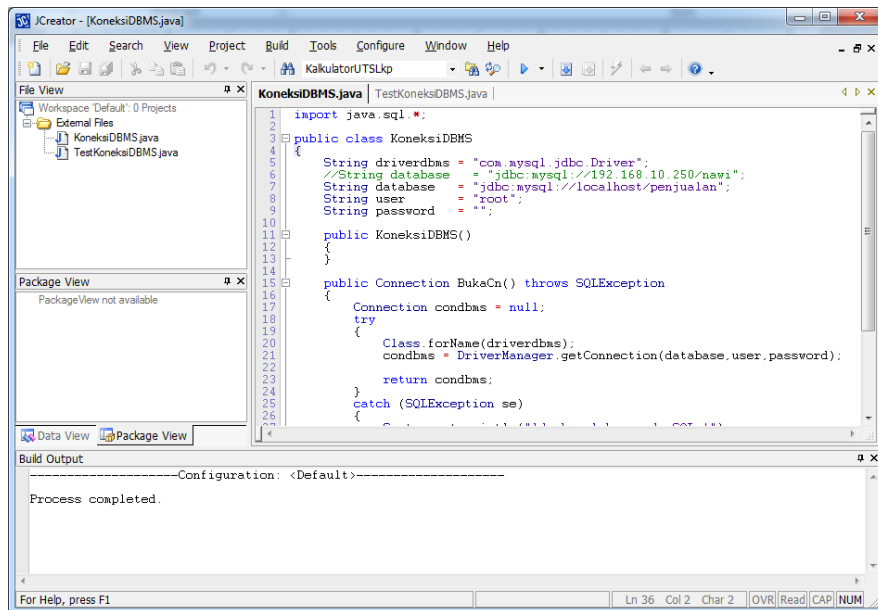 JCreator - [KoneksiDBMS.java]
File Edit Search View Project Build Tools Configure Window Help
KalkulatorUTSLkp
File View
Workspace 'Default': 0 Projects
External Files
KoneksiDBMS.java
TestKoneksiDBMS.java
Package View
PackageView not available
Data View Package View
KoneksiDBMS.java TestKoneksiDBMS.java
1 import java.sql.*;
2
3 public class KoneksiDBMS
4 {
5 String driverdbms = "com.mysql.jdbc.Driver";
6 //String database = "jdbc:mysql://192.168.10.250/nawi";
7 String database = "jdbc:mysql://localhost/penjualan";
8 String user = "root";
9 String password = "";
10
11 public KoneksiDBMS()
12 {
13 }
14
15 public Connection BukaCn() throws SQLException
16 {
17 Connection condbms = null;
18 try
19 {
20 Class.forName(driverdbms);
21 condbms = DriverManager.getConnection(database,user,password);
22
23 return condbms;
24 }
25 catch (SQLException se)
26 {
Build Output
--------------------Configuration: <Default>--------------------
Process completed.
For Help, press F1
Ln 36 Col 2 Char 2 OVR Read CAP NUM